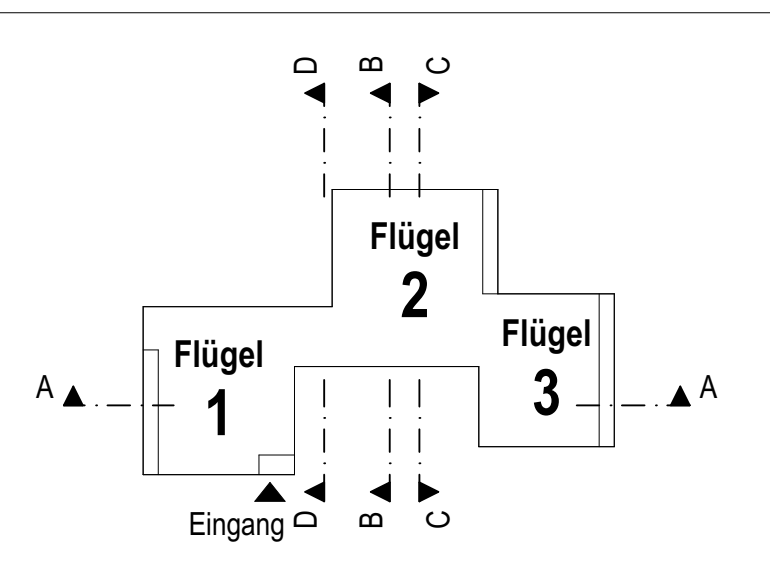 D B C
Flügel
2
Flügel
1
Flügel
3
A A
Eingang
D B C